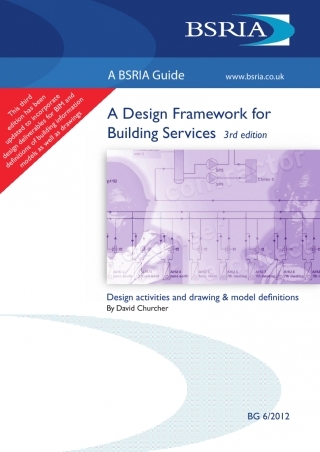 BSRIA
A BSRIA Guide
www.bsria.co.uk
This third
edition has been
updated to incorporate
design deliverables for BIM and
definitions of building information
models as well as drawings
A Design Framework for
Building Services 3rd edition
Design activities and drawing & model definitions
By David Churcher
BG 6/2012